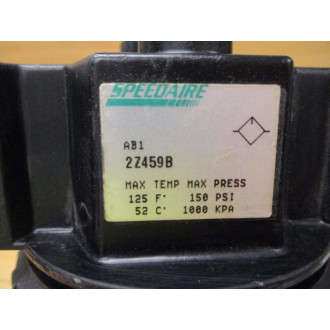 SPEEDAIRE
AB1
2Z459B
MAX TEMP MAX PRESS
125 F' 150 PSI
52 C' 1000 KPA